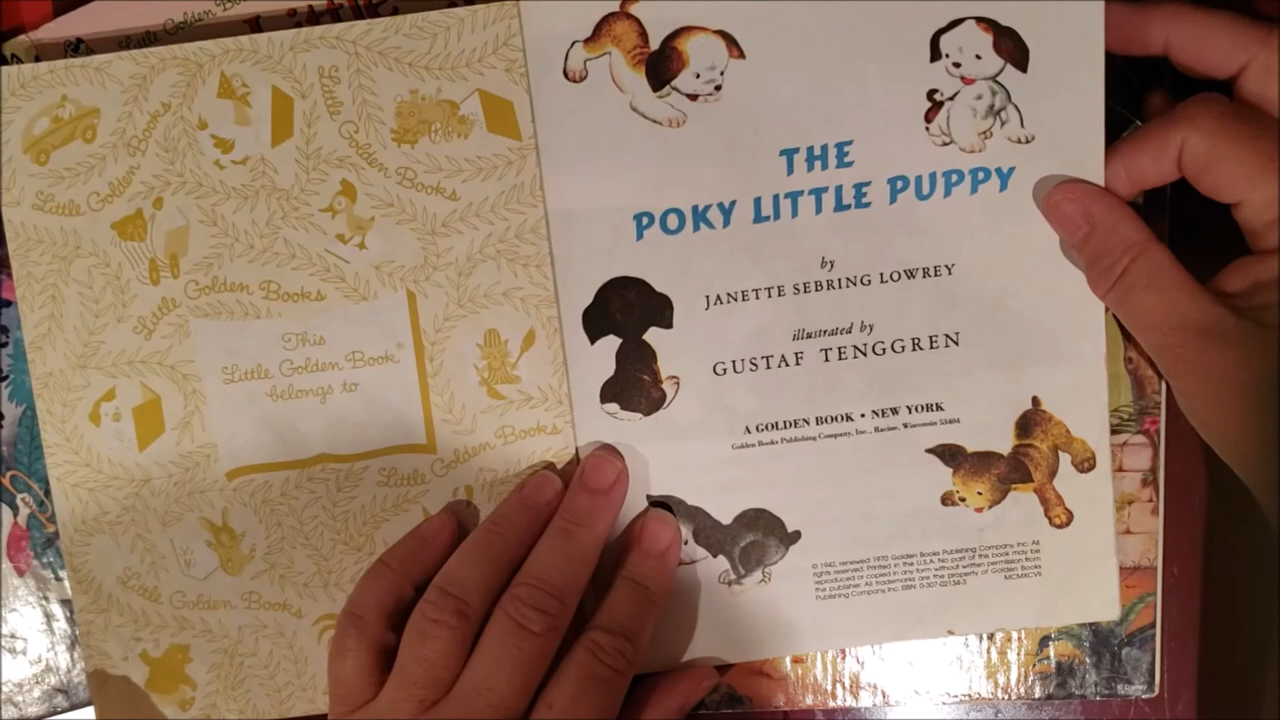 Little Golden Books
Little Golden Books
Little Golden Books
This
Little Golden Book®
belongs to
Little Golden Books
Little Golden Books
THE
POKY LITTLE PUPPY
by
JANETTE SEBRING LOWREY
illustrated by
GUSTAF TENGGREN
A GOLDEN BOOK • NEW YORK
Golden Books Publishing Company, Inc., Racine, Wisconsin 53404
© 1942, renewed 1970 Golden Books Publishing Company, Inc. All
rights reserved. Printed in the U.S.A. No part of this book may be
reproduced or copied in any form without written permission from
the publisher. All trademarks are the property of Golden Books
Publishing Company, Inc. ISBN: 0-307-02134-3 MCMXCVII
Little Golden Bo
Little
© Disney